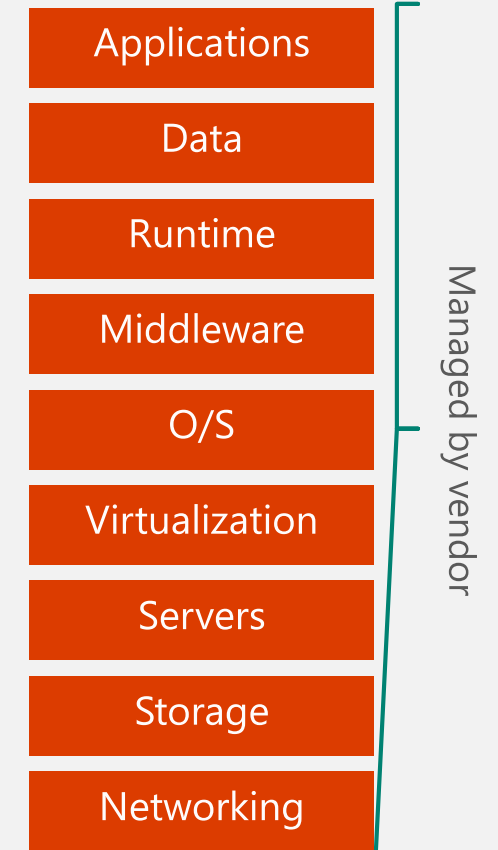 Applications
Data
Runtime
Middleware
O/S
Virtualization
Servers
Storage
Networking
Managed by vendor